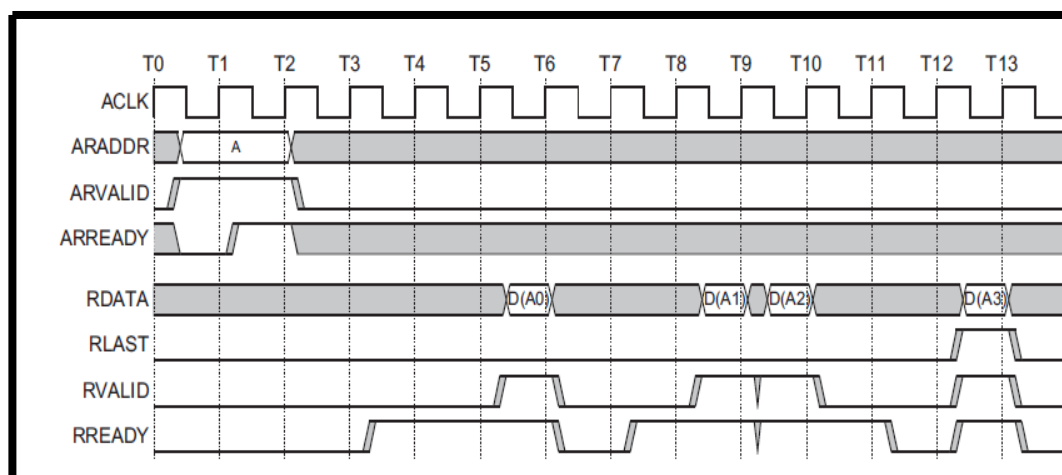 T0 T1 T2 T3 T4 T5 T6 T7 T8 T9 T10 T11 T12 T13
ACLK
ARADDR A
ARVALID
ARREADY
RDATA D(A0) D(A1) D(A2) D(A3)
RLAST
RVALID
RREADY